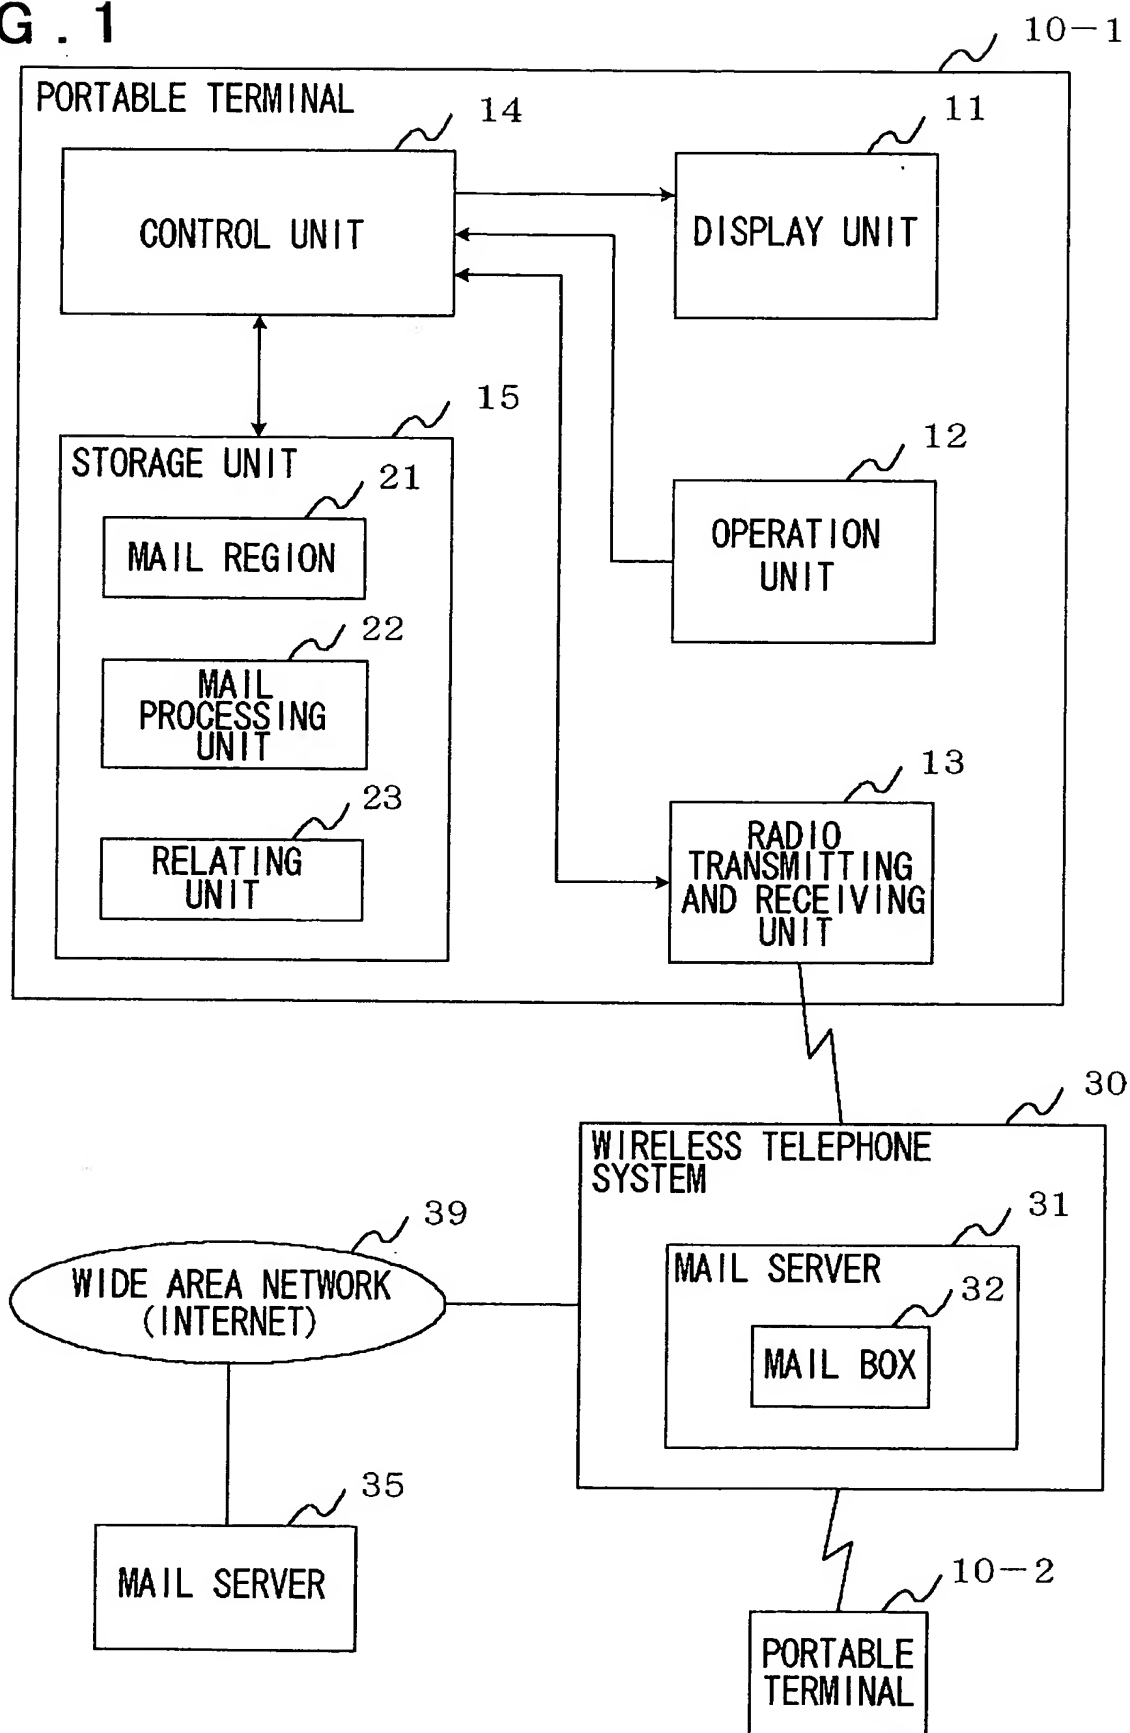 G.1
10-1
PORTABLE TERMINAL
14
11
CONTROL UNIT
DISPLAY UNIT
15
STORAGE UNIT
21
MAIL REGION
12
OPERATION
UNIT
22
MAIL
PROCESSING
UNIT
23
RELATING
UNIT
13
RADIO
TRANSMITTING
AND RECEIVING
UNIT
30
WIRELESS TELEPHONE
SYSTEM
31
MAIL SERVER
32
MAIL BOX
39
WIDE AREA NETWORK
(INTERNET)
35
MAIL SERVER
10-2
PORTABLE
TERMINAL